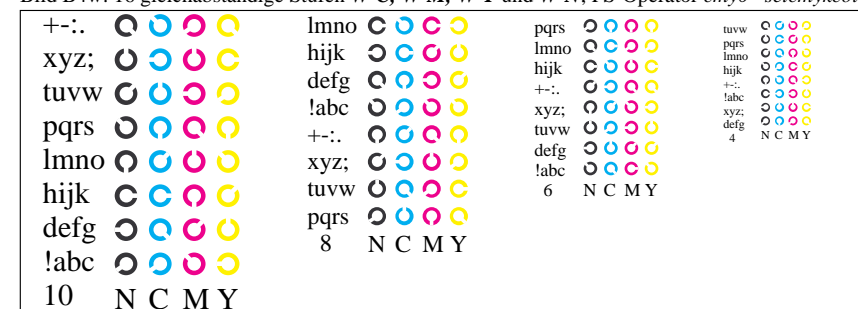 +-:.
xyz;
tuvw
pqrs
lmno
hijk
defg
!abc
10 N C M Y
lmno
hijk
defg
!abc
+-:.
xyz;
tuvw
pqrs
8 N C M Y
pqrs
lmno
hijk
+-:.
xyz;
tuvw
defg
!abc
6 N C M Y
tuvw
pqrs
lmno
hijk
+-:.
!abc
xyz;
defg
4 N C M Y